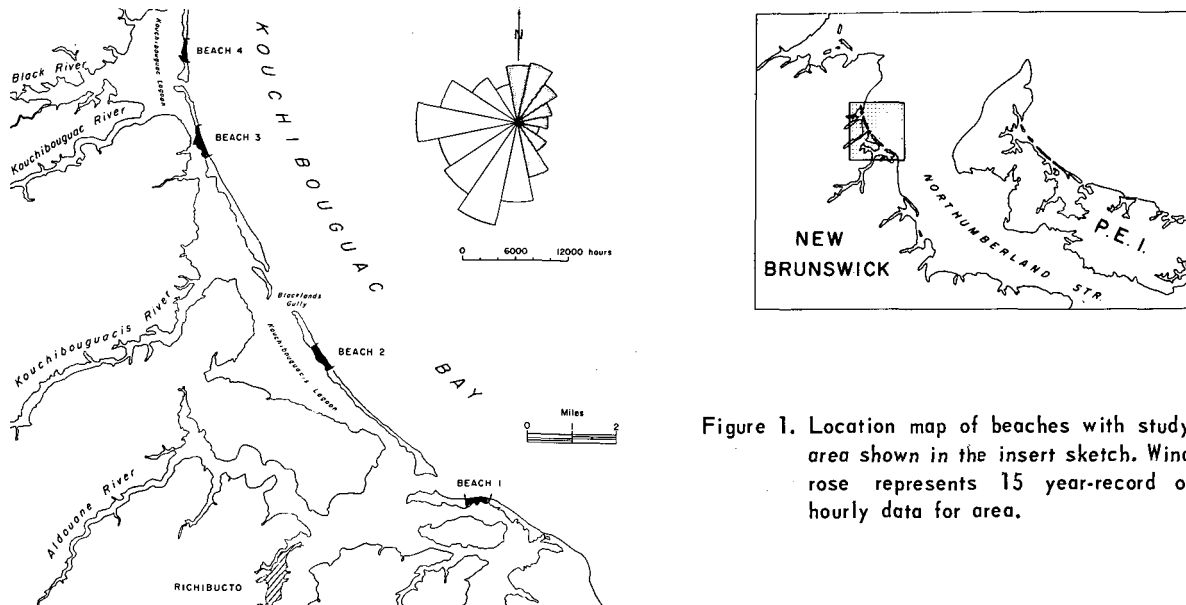 BEACH 4
KOUCHIBOUGUAC
BAY
N
Black River
Kouchibouguac Lagoon
Kouchibouguac River
BEACH 3
0 6000 12000 hours
Blacklands
Gully
Kouchibouguacis River
BEACH 2
Kouchibouguacis Lagoon
Miles
0 1 2
BEACH 1
Aldouane River
RICHIBUCTO
NEW
BRUNSWICK
NORTHUMBERLAND
STR.
P.E.I.
Figure 1. Location map of beaches with study
area shown in the insert sketch. Wind
rose represents 15 year-record o
hourly data for area.